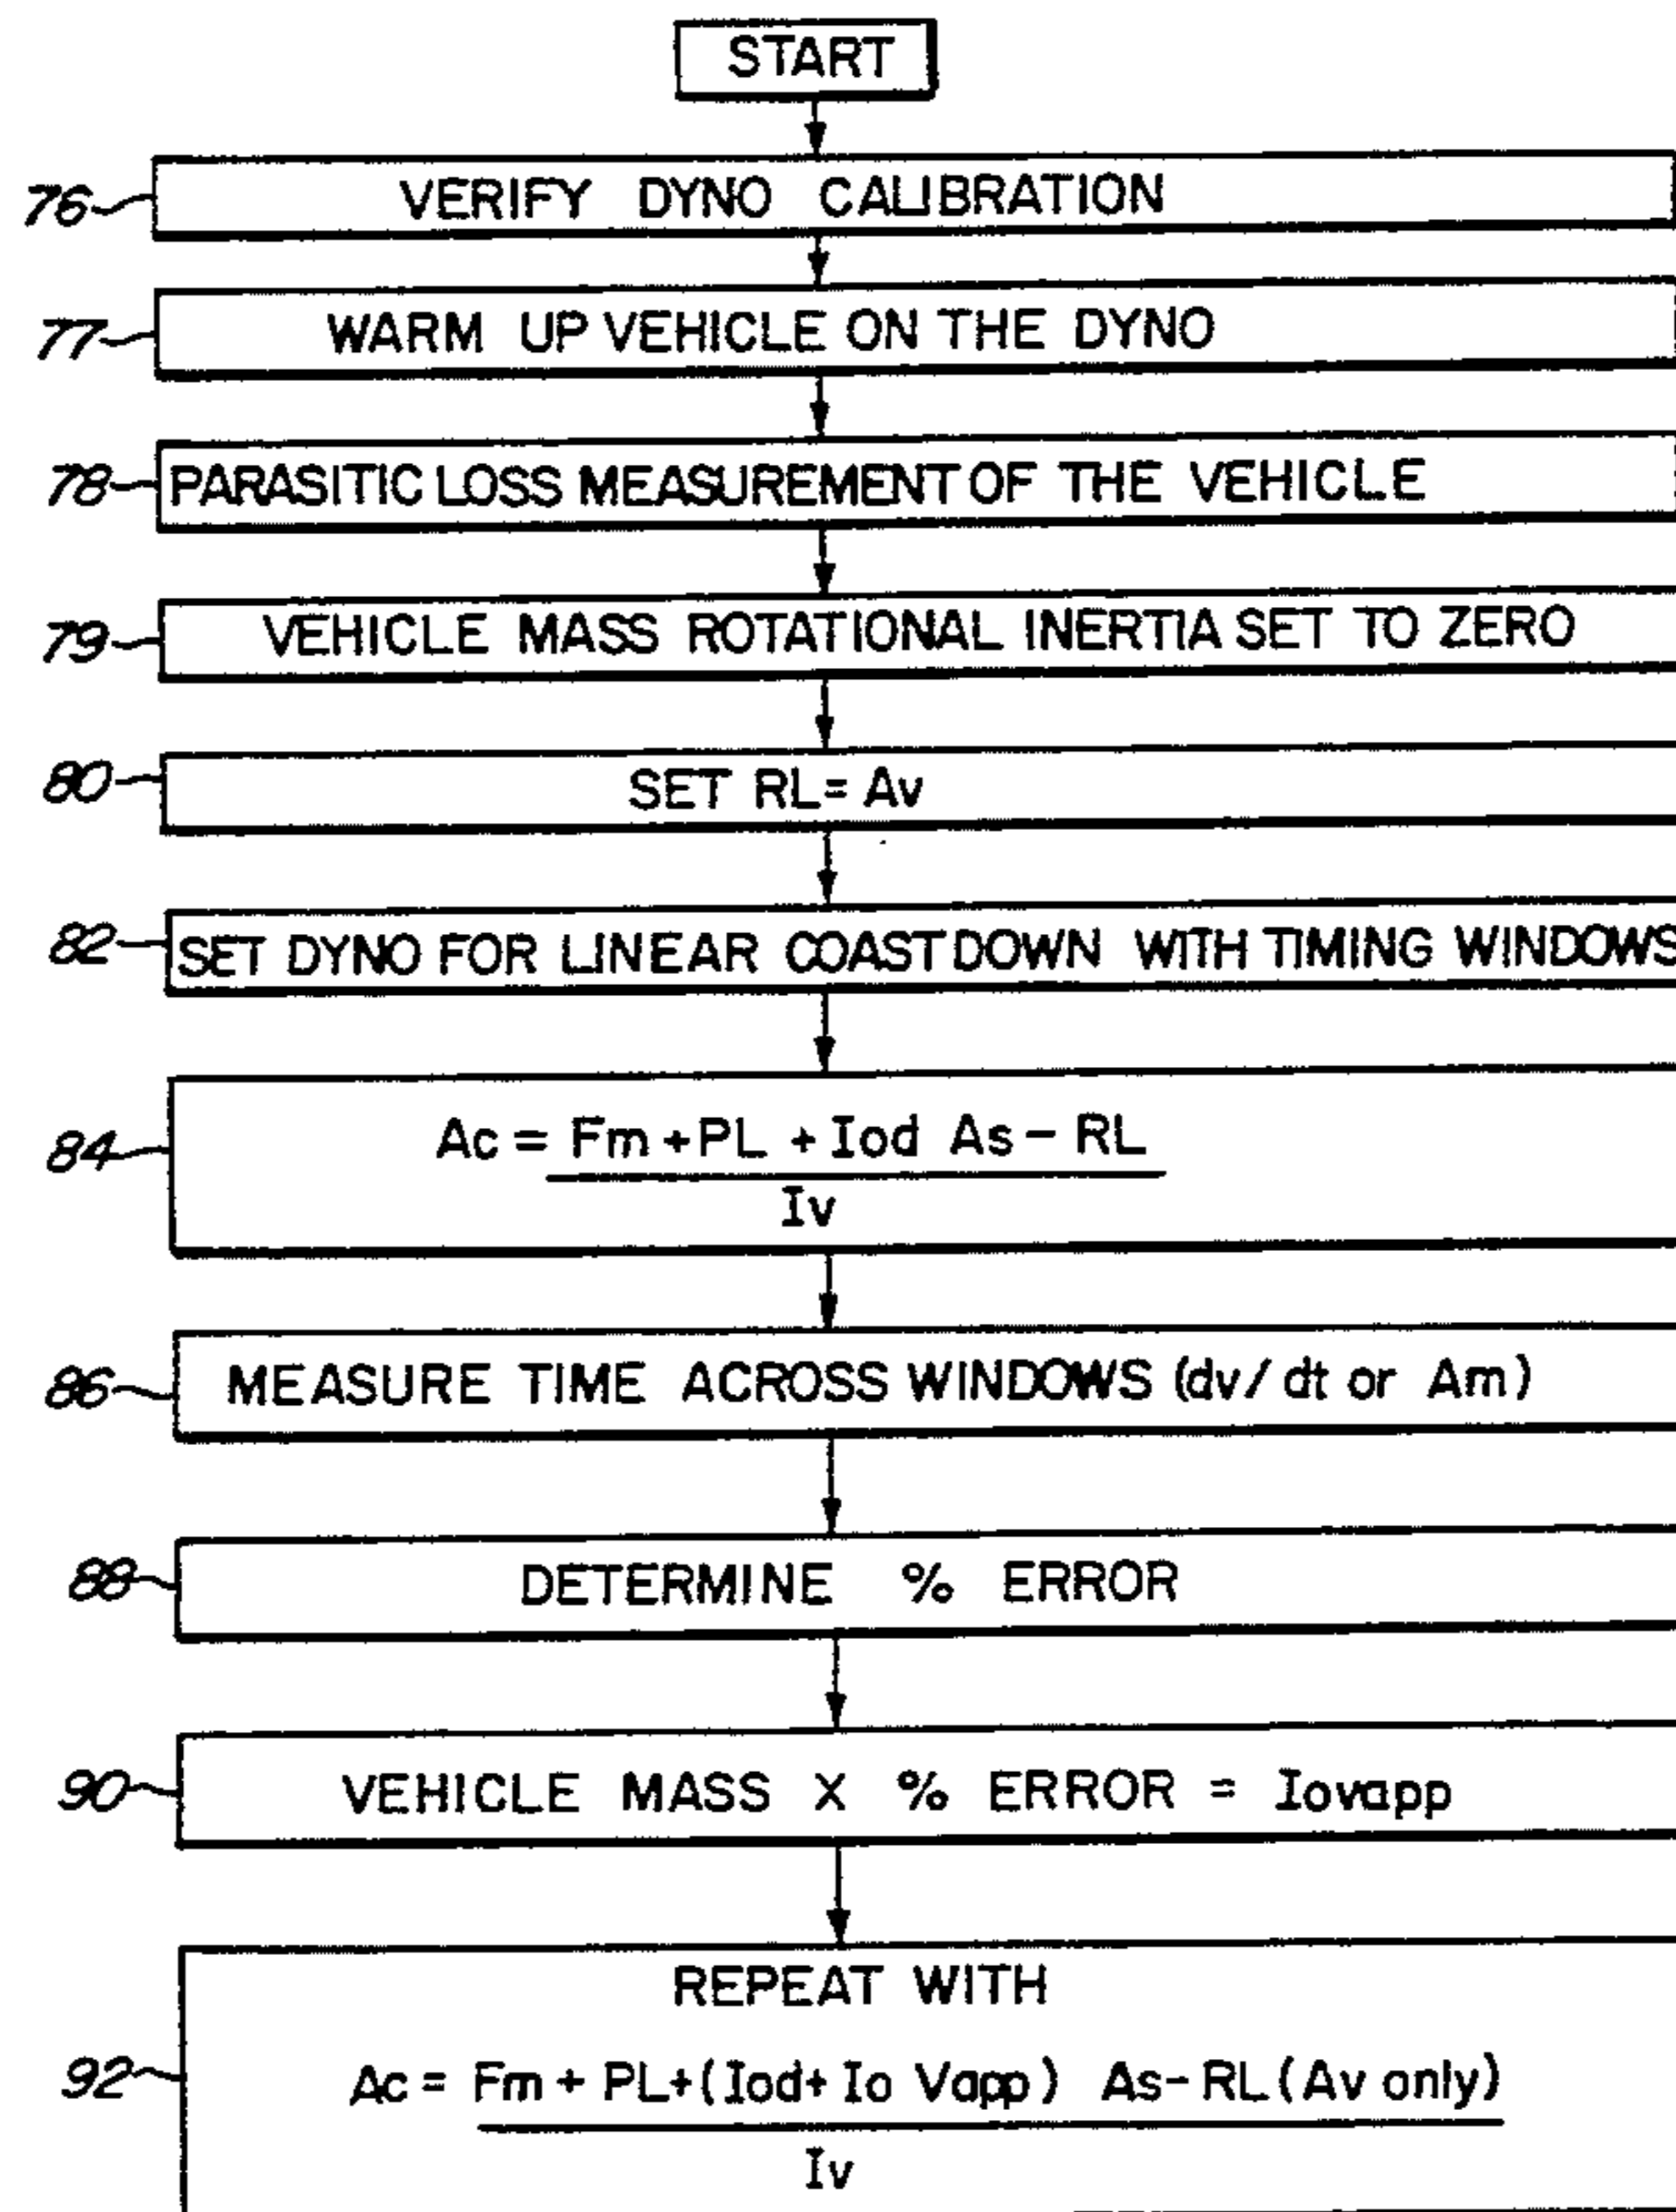 START
76 VERIFY DYNO CALIBRATION
77 WARM UP VEHICLE ON THE DYNO
78 PARASITIC LOSS MEASUREMENT OF THE VEHICLE
79 VEHICLE MASS ROTATIONAL INERTIA SET TO ZERO
80 SET RL= Av
82 SET DYNO FOR LINEAR COAST DOWN WITH TIMING WINDOWS
84 Ac = Fm + PL + Iod As - RL
Iv
86 MEASURE TIME ACROSS WINDOWS (dv/dt or Am)
88 DETERMINE % ERROR
90 VEHICLE MASS X % ERROR = Iovapp
REPEAT WITH
92 Ac = Fm + PL+(Iod+ Io Vapp) As- RL (Av only)
Iv